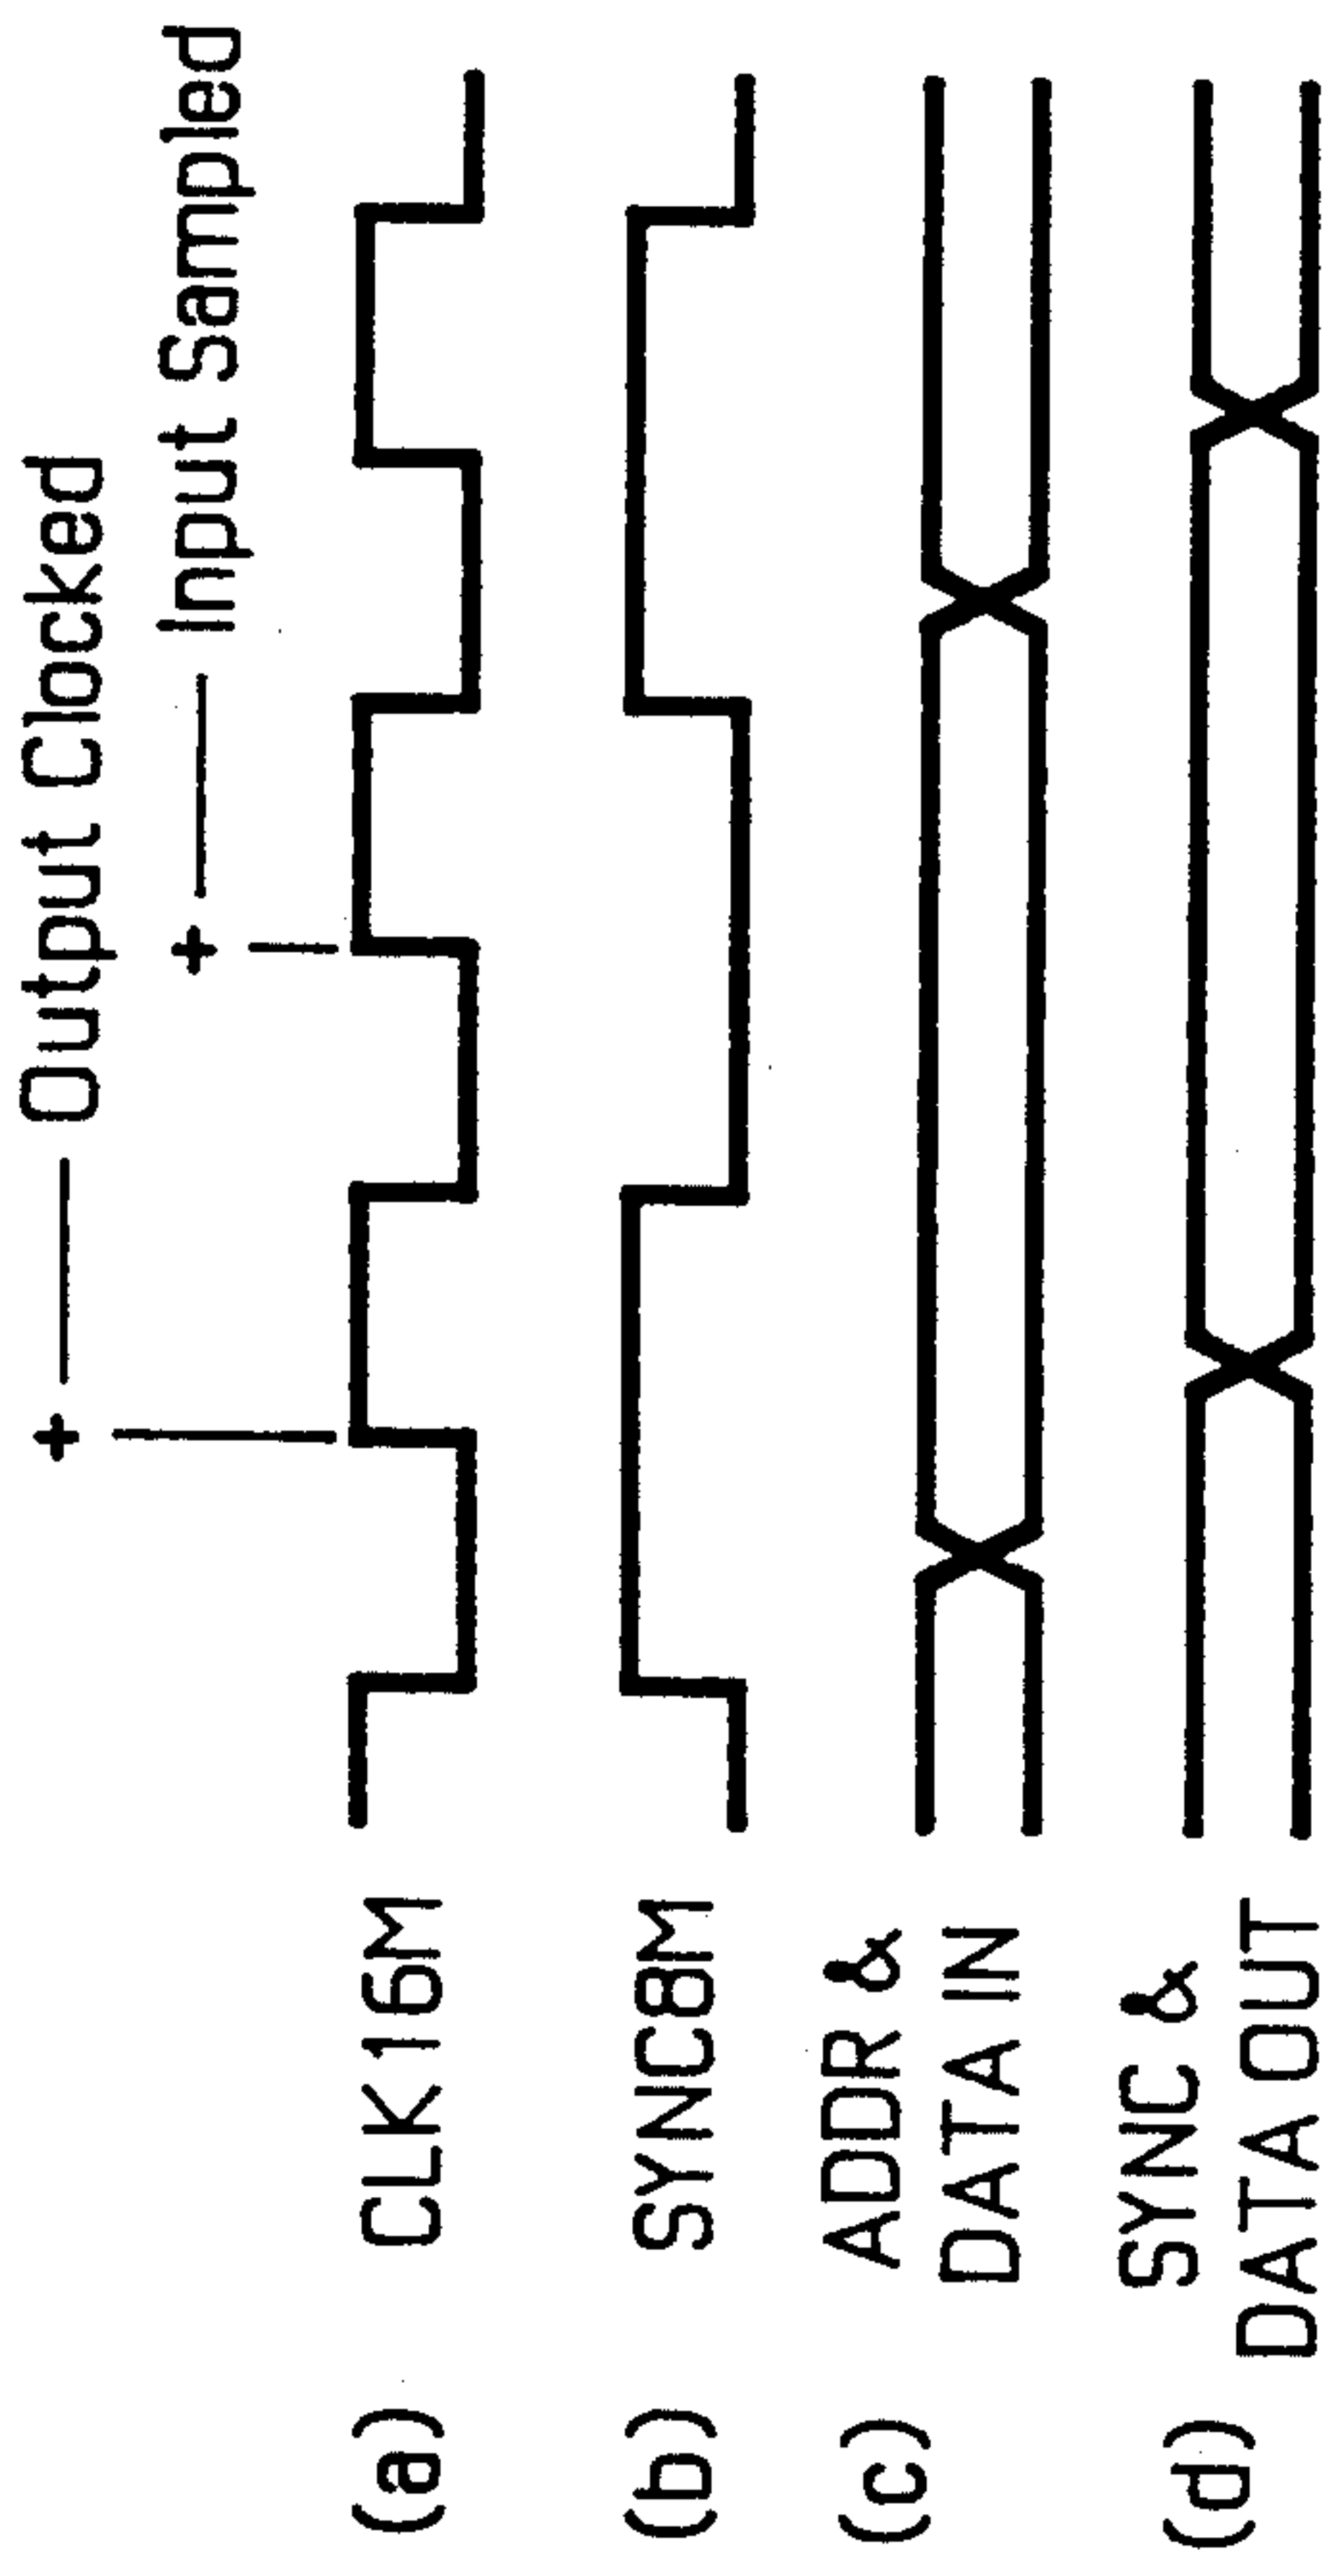 Output Clocked
Input Sampled
(a) CLK16M
(b) SYNC8M
(c) ADDR &
DATA IN
(d) SYNC &
DATA OUT